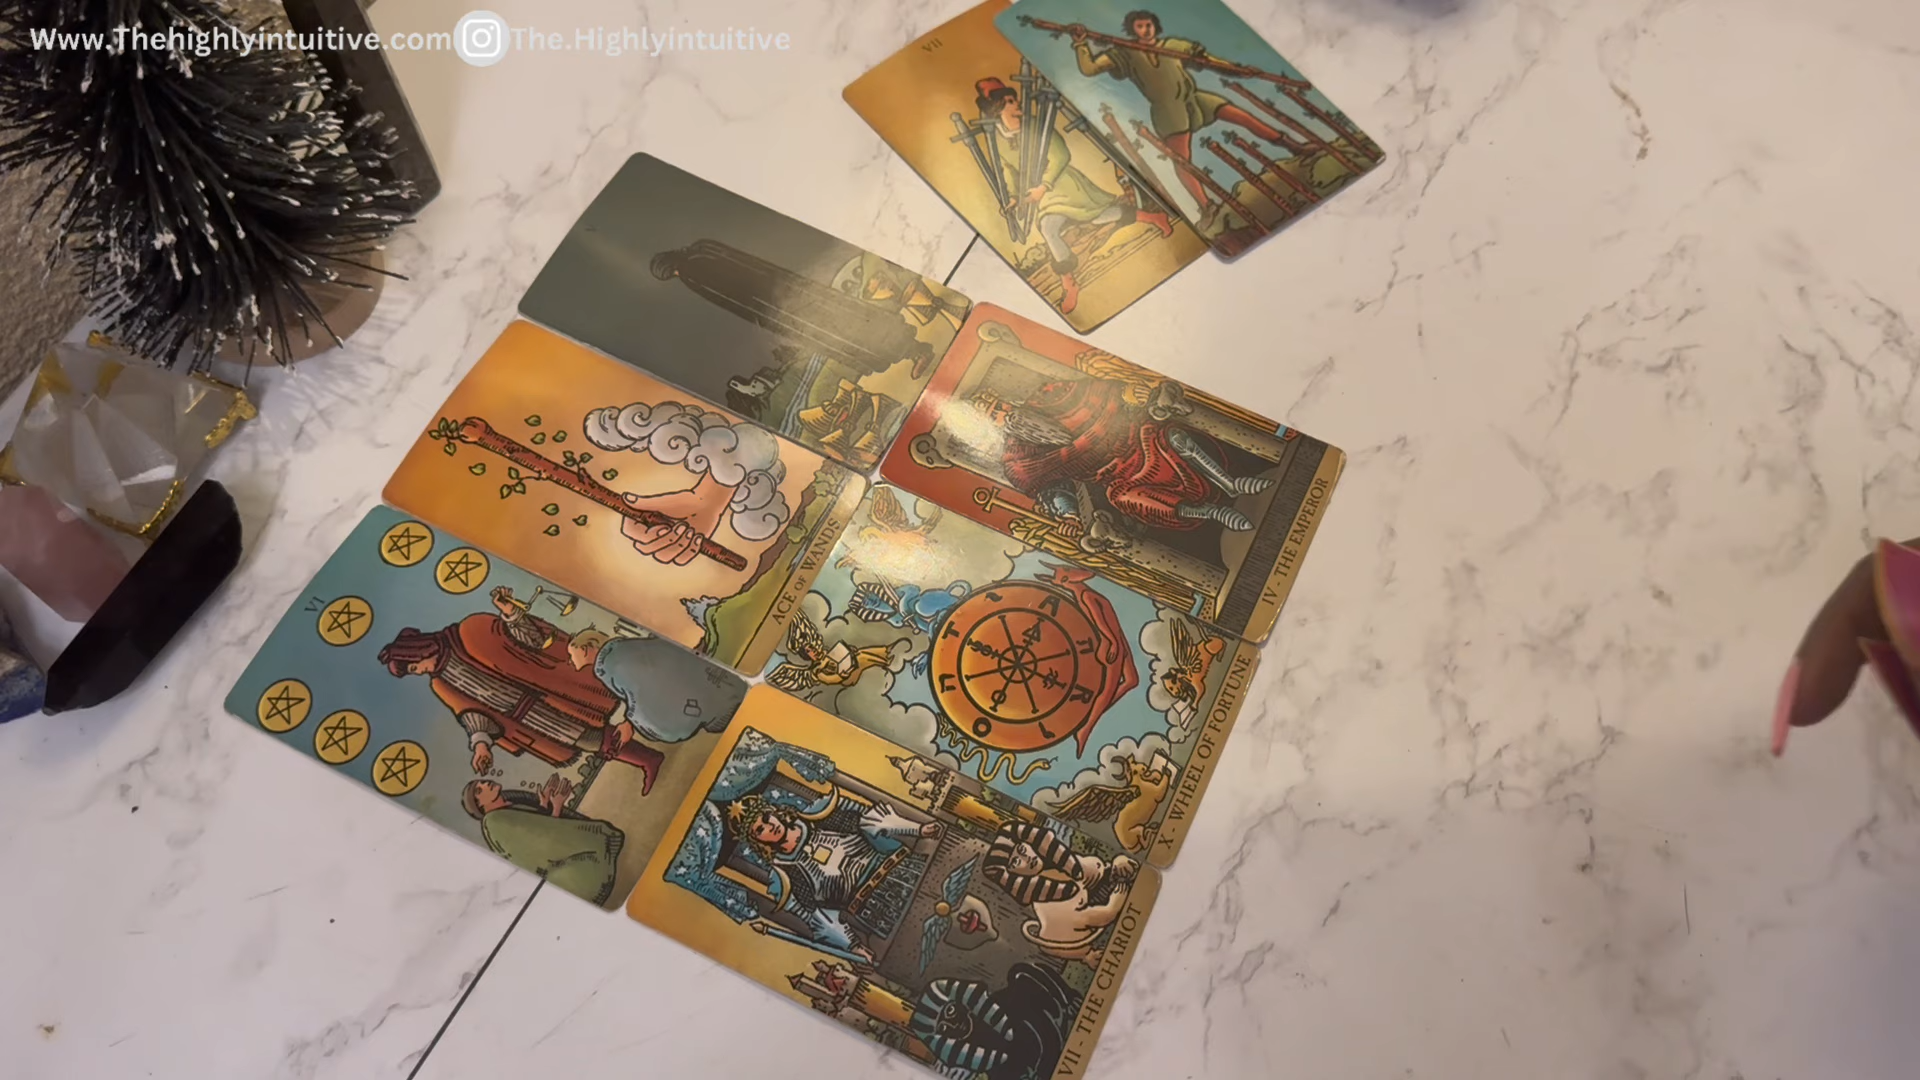 Www.Thehighlyintuitive.com The.Highlyintuitive
VII
IV - THE EMPEROR
ACE OF WANDS
VI
X - WHEEL OF FORTUNE
VII - THE CHARIOT